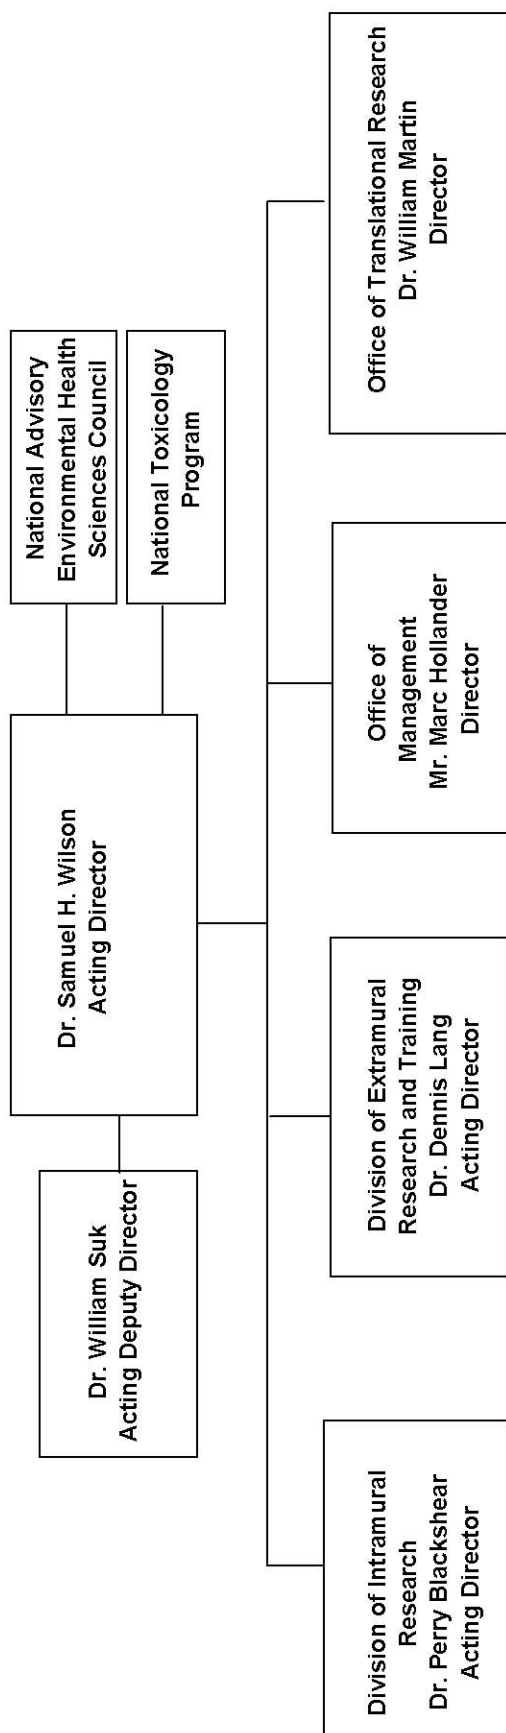 Dr. William Suk
Acting Deputy Director
Dr. Samuel H. Wilson
Acting Director
National Advisory
Environmental Health
Sciences Council
National Toxicology
Program
Division of Intramural
Research
Dr. Perry Blackshear
Acting Director
Division of Extramural
Research and Training
Dr. Dennis Lang
Acting Director
Office of
Management
Mr. Marc Hollander
Director
Office of Translational Research
Dr. William Martin
Director